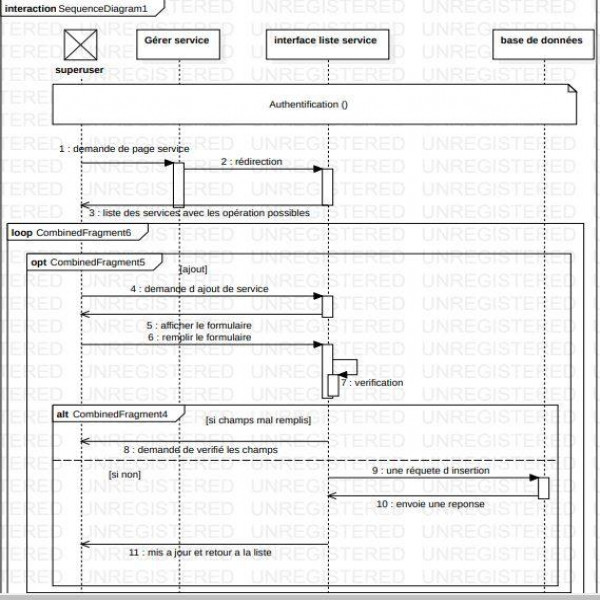 interaction SequenceDiagram1
UNREGISTERED
Gérer service
interface liste service
base de données
superuser
Authentification ()
1 : demande de page service
2 : rédirection
3 : liste des services avec les opération possibles
loop CombinedFragment6
opt CombinedFragment5
[ajout]
4 : demande d ajout de service
5 : afficher le formulaire
6 : remplir le formulaire
7 : verification
alt CombinedFragment4
[si champs mal remplis]
8 : demande de verifié les champs
[si non]
9 : une réquete d insertion
10 : envoie une reponse
11 : mis a jour et retour a la liste